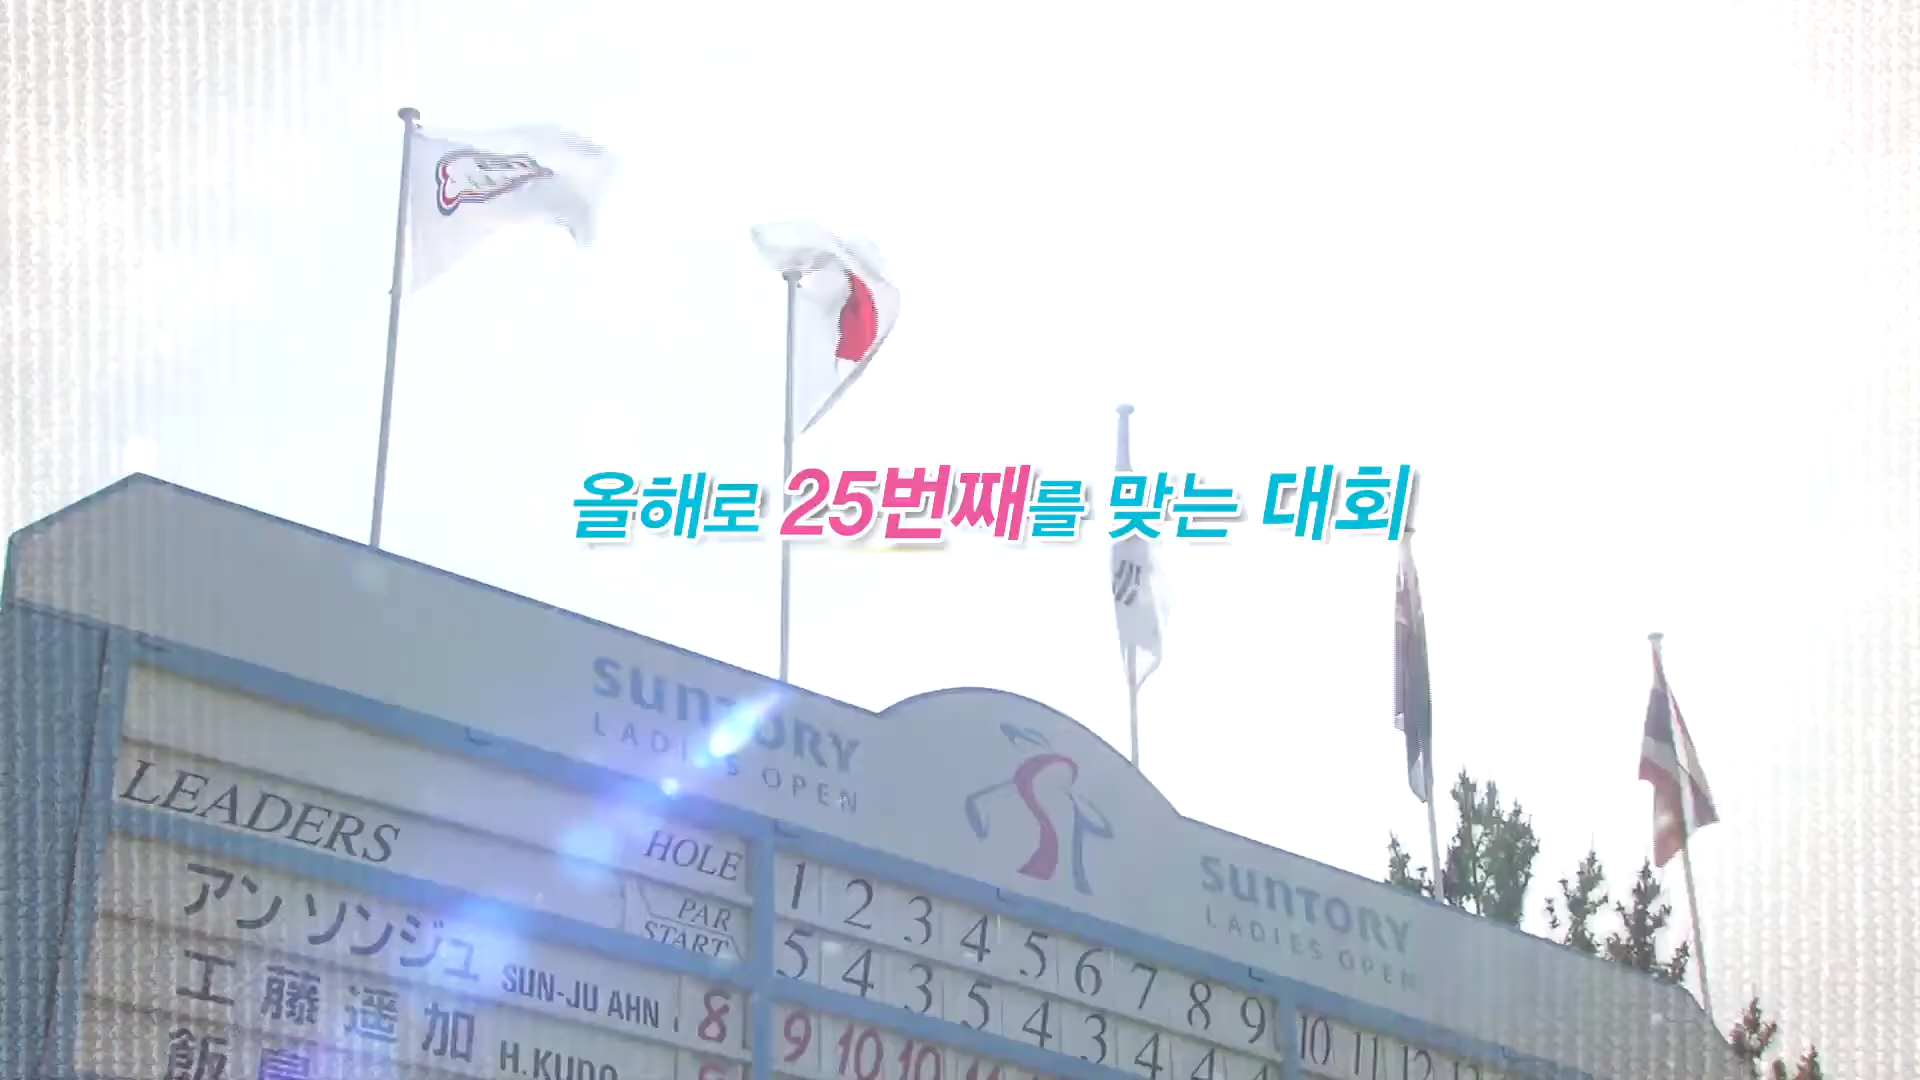 올해로 25번째를 맞는 대회
SUNTORY
LADIES OPEN
SUNTORY
LADIES OPEN
LEADERS
HOLE 1 2 3 4 5 6 7 8 9 10 11 12
PAR 5 4 3 5 4 3 4 4 4
START
アン ソンジュ SUN-JU AHN 8 9 10 10
工藤遥加 H.KUDO
飯